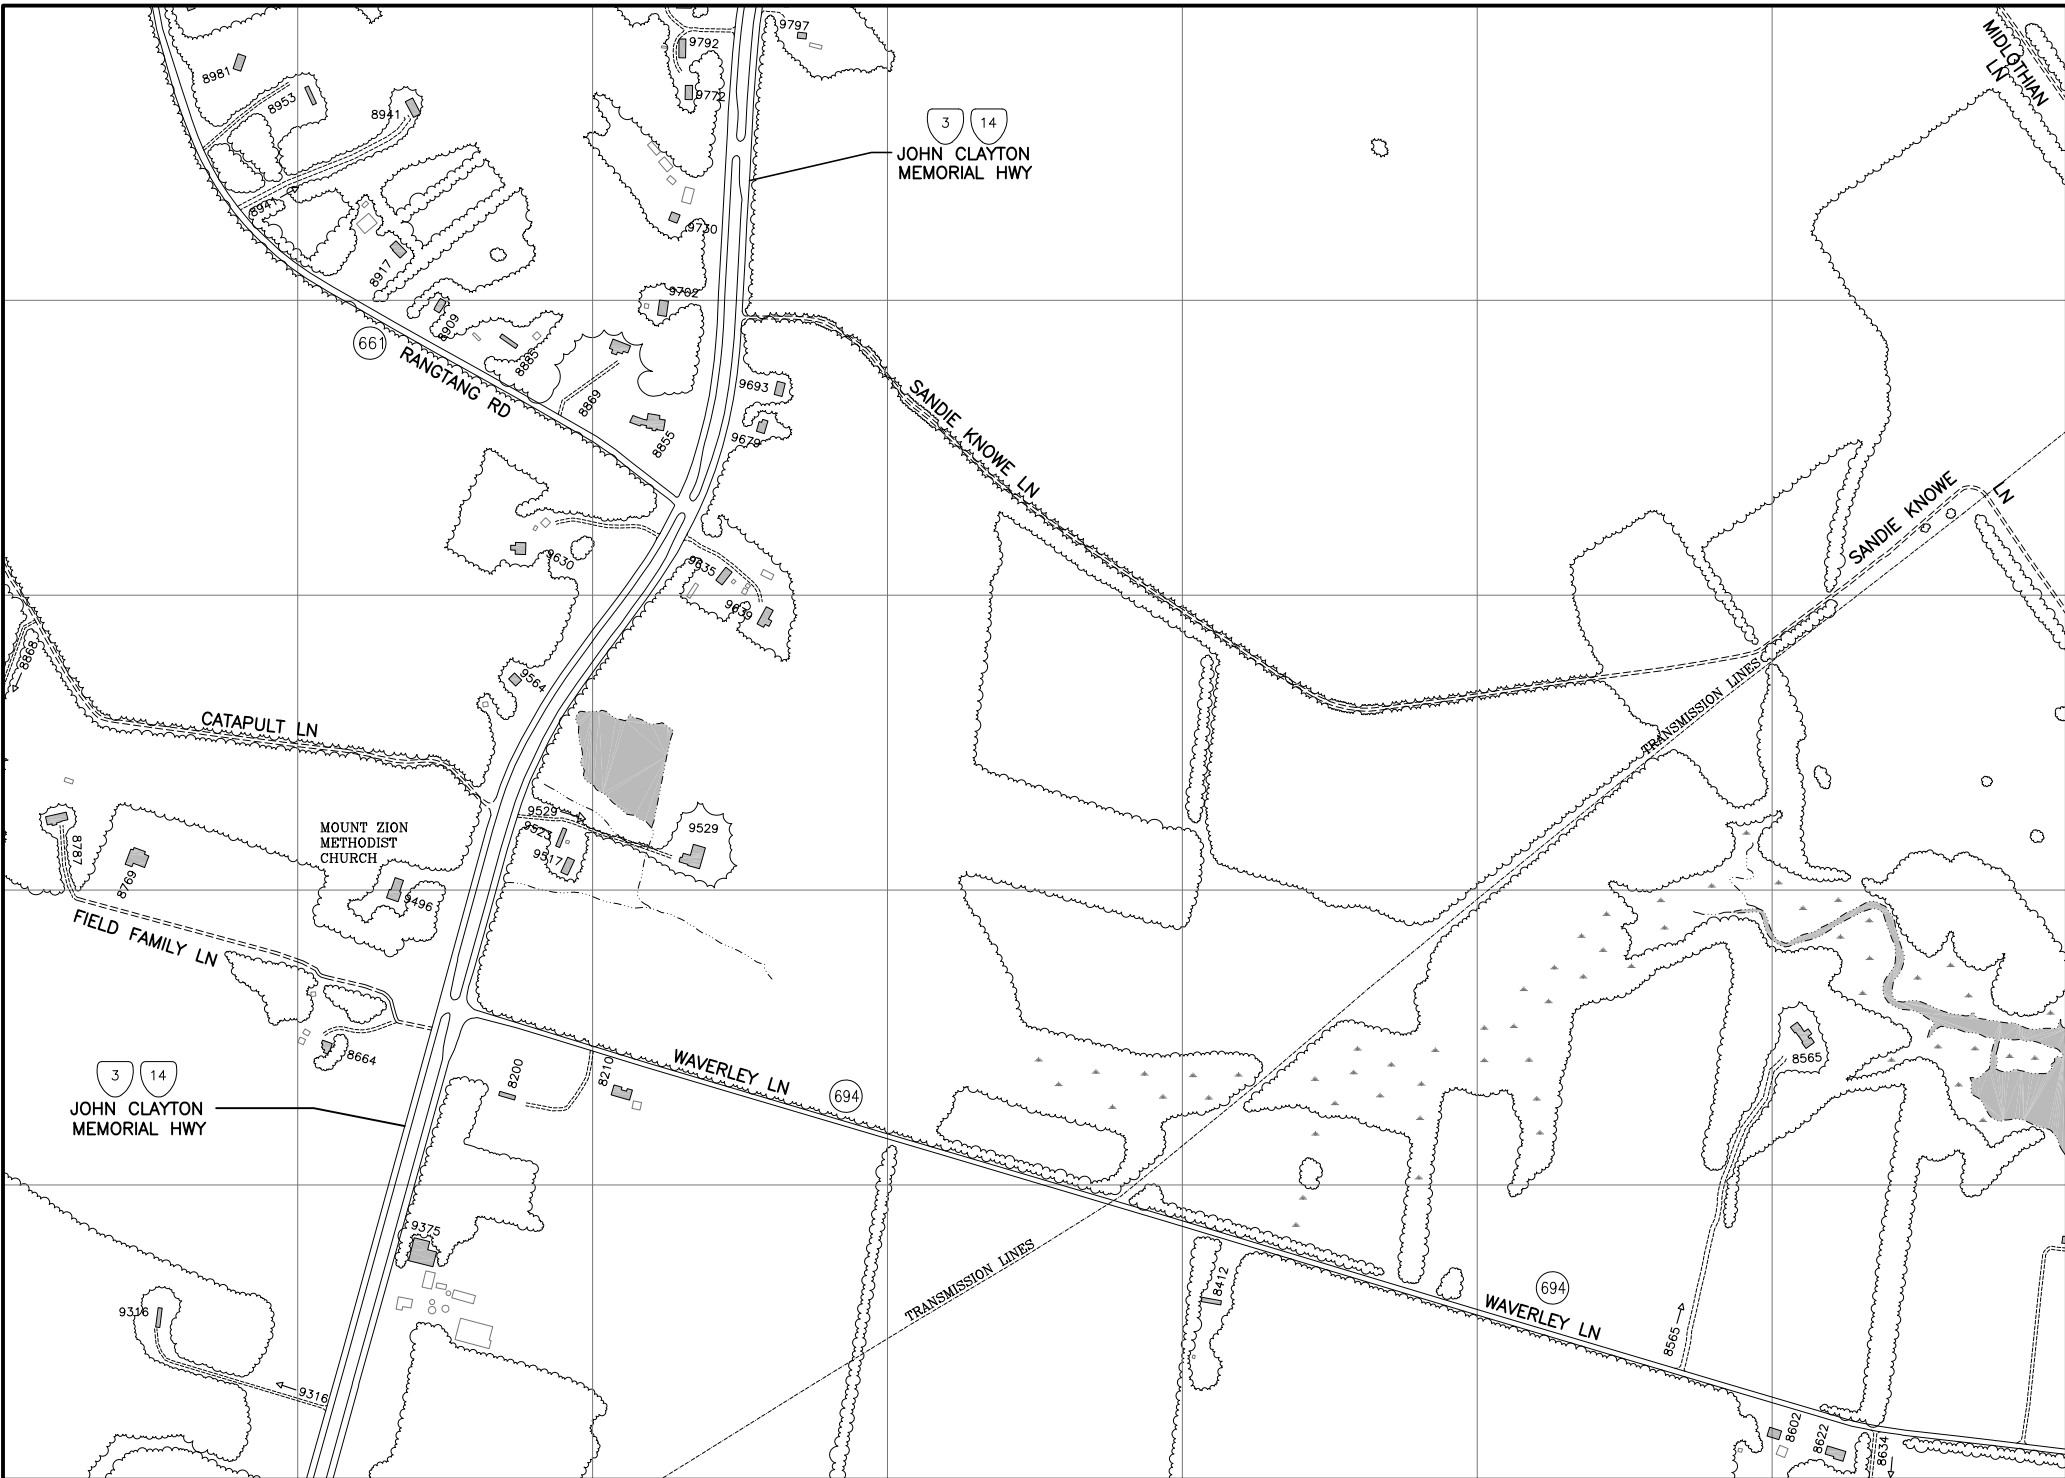 9797
9792
8981
MIDLOTHIAN
LN
8953
9772
8941
3 14
JOHN CLAYTON
MEMORIAL HWY
8941
9730
8917
9702
8909
661
RANGTANG RD
8885
9693
SANDIE KNOWE LN
8869
9679
8855
SANDIE KNOWE LN
9630
9635
9639
8868
9564
TRANSMISSION LINES
CATAPULT LN
9529
9523
9529
MOUNT ZION
METHODIST
CHURCH
8787
9517
8769
9496
FIELD FAMILY LN
8664
8565
3 14
JOHN CLAYTON
MEMORIAL HWY
8200
8210
WAVERLEY LN
694
9375
TRANSMISSION LINES
8412
694
WAVERLEY LN
9316
8565
9316
8602
8622
8634